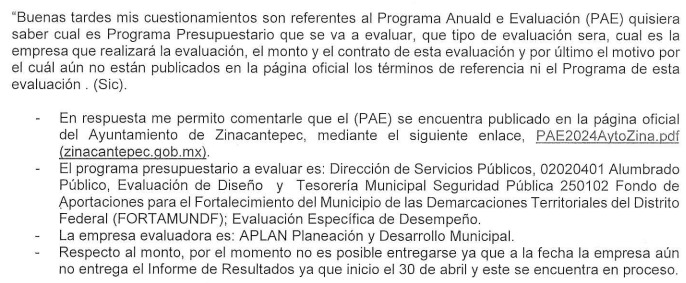 “Buenas tardes mis cuestionamientos son referentes al Programa Anuald e Evaluación (PAE) quisiera
saber cual es Programa Presupuestario que se va a evaluar, que tipo de evaluación sera, cual es la
empresa que realizará la evaluación, el monto y el contrato de esta evaluación y por último el motivo por
el cuál aún no están publicados en la página oficial los términos de referencia ni el Programa de esta
evaluación . (Sic).
- En respuesta me permito comentarle que el (PAE) se encuentra publicado en la página oficial
del Ayuntamiento de Zinacantepec, mediante el siguiente enlace, PAE2024AytoZina.pdf
(zinacantepec.gob.mx).
- El programa presupuestario a evaluar es: Dirección de Servicios Públicos, 02020401 Alumbrado
Público, Evaluación de Diseño y Tesorería Municipal Seguridad Pública 250102 Fondo de
Aportaciones para el Fortalecimiento del Municipio de las Demarcaciones Territoriales del Distrito
Federal (FORTAMUNDF); Evaluación Específica de Desempeño.
- La empresa evaluadora es: APLAN Planeación y Desarrollo Municipal.
- Respecto al monto, por el momento no es posible entregarse ya que a la fecha la empresa aún
no entrega el Informe de Resultados ya que inicio el 30 de abril y este se encuentra en proceso.